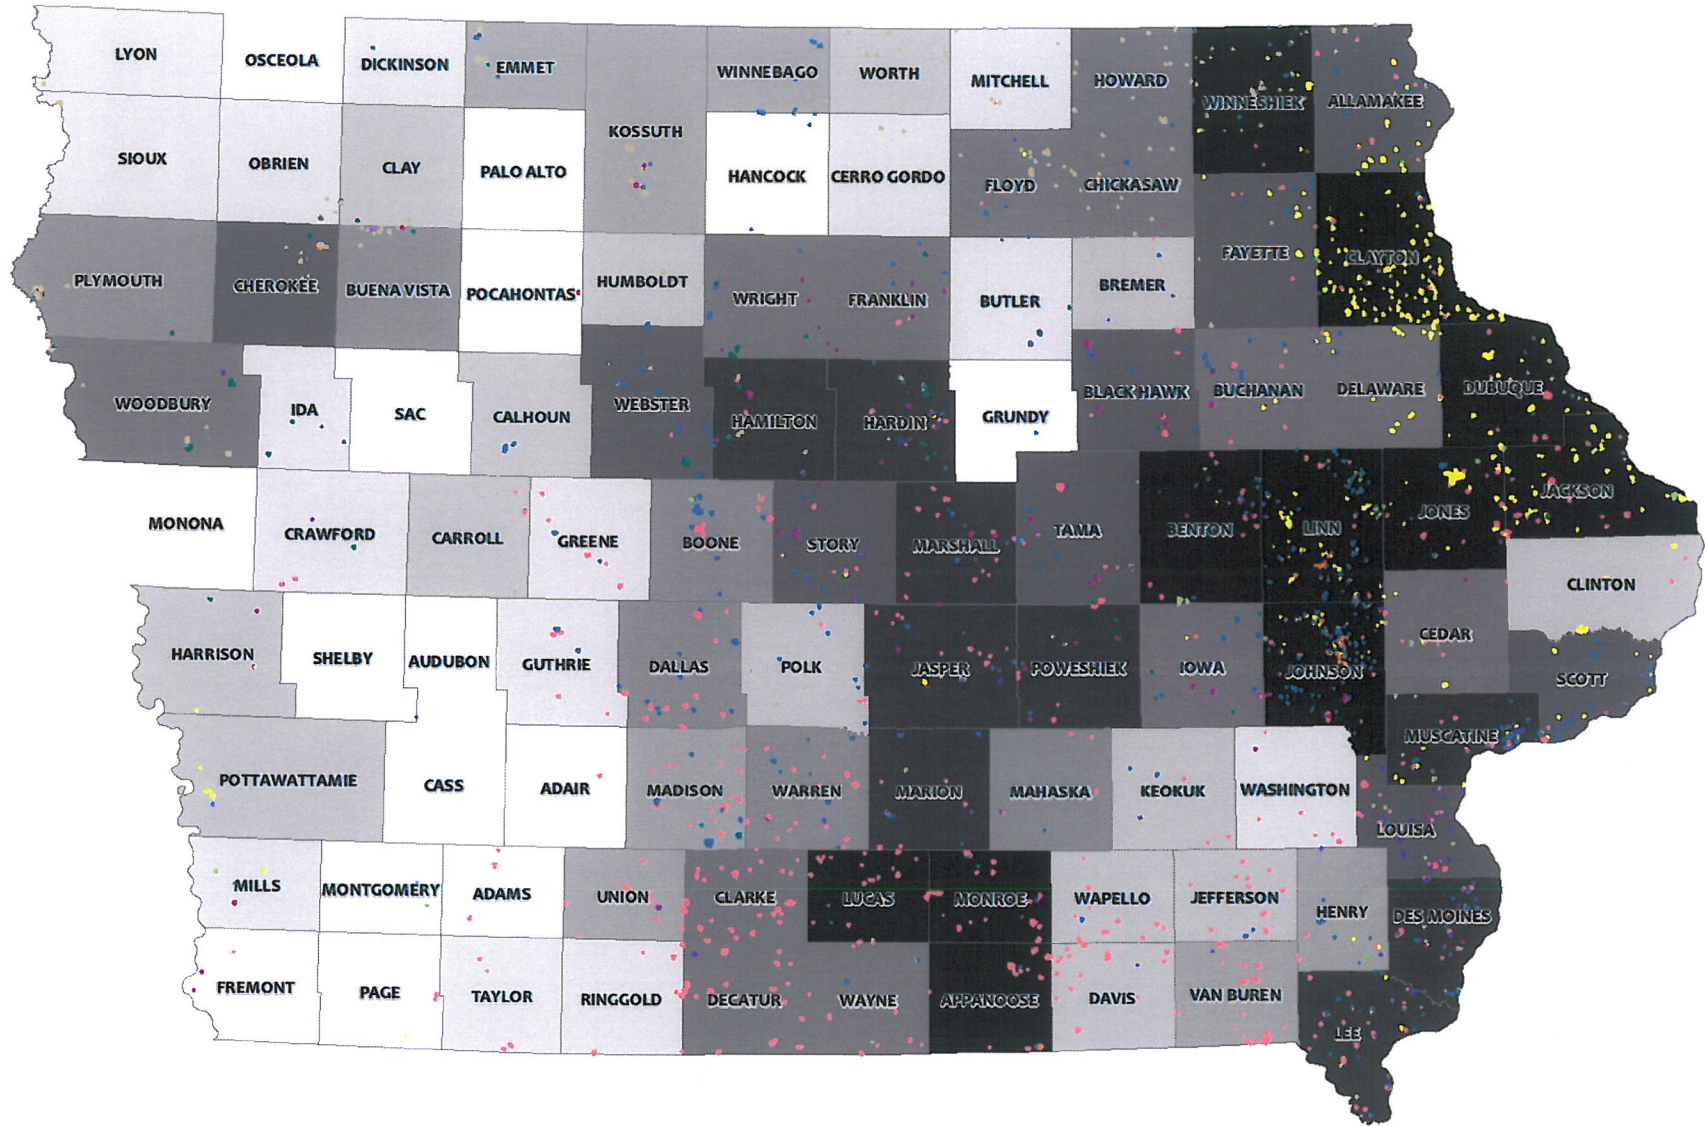 LYON
OSCEOLA
DICKINSON
EMMET
WINNEBAGO
WORTH
MITCHELL
HOWARD
WINNESHIEK
ALLAMAKEE
KOSSUTH
SIOUX
OBRIEN
CLAY
PALO ALTO
HANCOCK
CERRO GORDO
FLOYD
CHICKASAW
FAYETTE
CLAYTON
PLYMOUTH
CHEROKEE
BUENA VISTA
POCAHONTAS
HUMBOLDT
WRIGHT
FRANKLIN
BUTLER
BREMER
WOODBURY
IDA
SAC
CALHOUN
WEBSTER
HAMILTON
HARDIN
GRUNDY
BLACK HAWK
BUCHANAN
DELAWARE
DUBUQUE
MONONA
CRAWFORD
CARROLL
GREENE
BOONE
STORY
MARSHALL
TAMA
BENTON
LINN
JONES
JACKSON
CLINTON
HARRISON
SHELBY
AUDUBON
GUTHRIE
DALLAS
POLK
JASPER
POWESHIEK
IOWA
JOHNSON
CEDAR
SCOTT
MUSCATINE
POTTAWATTAMIE
CASS
ADAIR
MADISON
WARREN
MARION
MAHASKA
KEOKUK
WASHINGTON
LOUISA
MILLS
MONTGOMERY
ADAMS
UNION
CLARKE
LUCAS
MONROE
WAPELLO
JEFFERSON
HENRY
DES MOINES
FREMONT
PAGE
TAYLOR
RINGGOLD
DECATUR
WAYNE
APPANOOSE
DAVIS
VAN BUREN
LEE